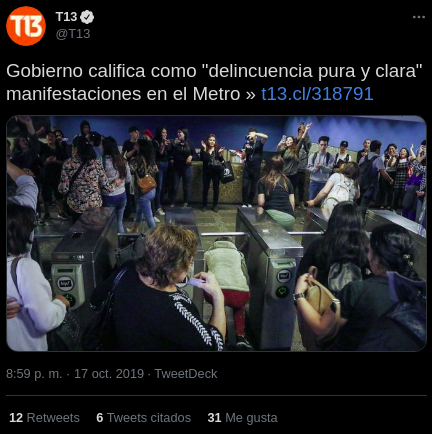 T13
T13
@T13
Gobierno califica como "delincuencia pura y clara"
manifestaciones en el Metro » t13.cl/318791
8:59 p. m. · 17 oct. 2019 · TweetDeck
12 Retweets 6 Tweets citados 31 Me gusta